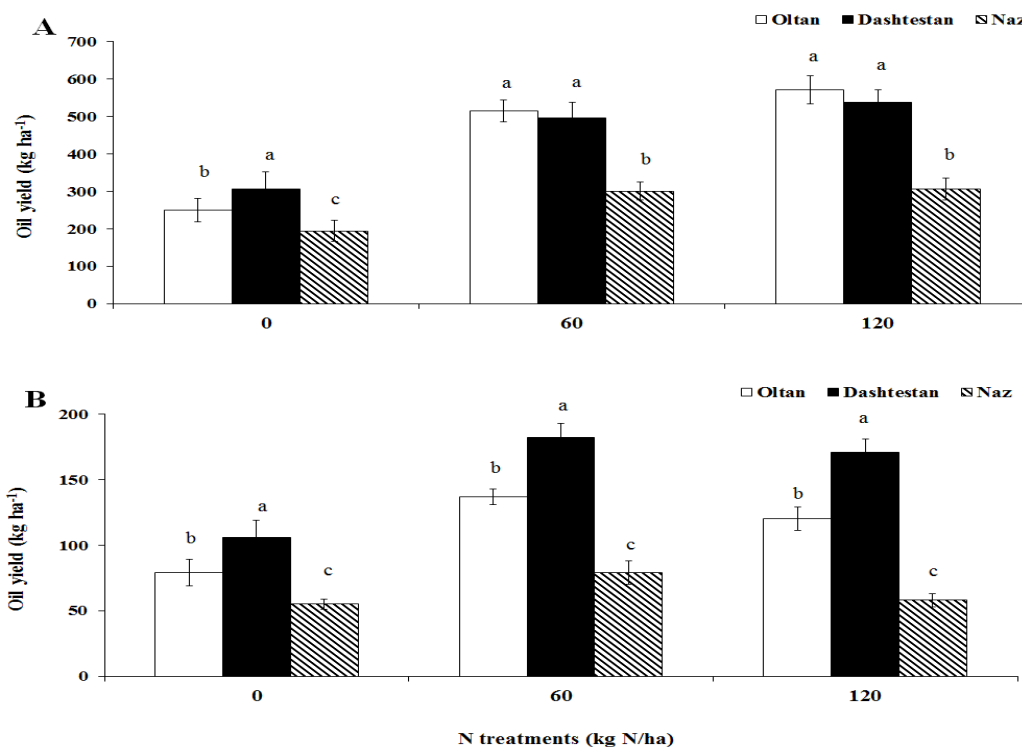 A
Oltan Dashtestan Naz
Oil yield (kg ha⁻¹)
700
600
500
400
300
200
100
0
b a c
a a b
a a b
0 60 120
B
Oltan Dashtestan Naz
Oil yield (kg ha⁻¹)
200
150
100
50
0
b a c
b a c
b a c
0 60 120
N treatments (kg N/ha)